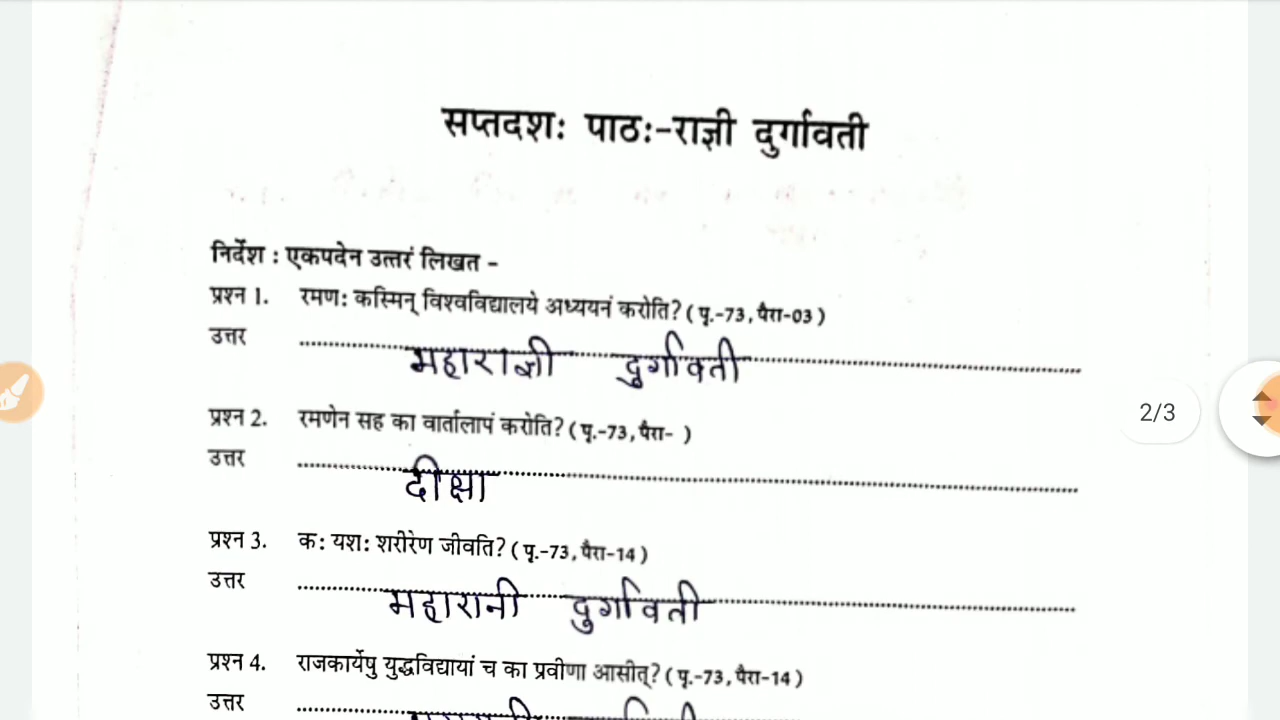 सप्तदशः पाठः-राज्ञी दुर्गावती
निर्देश : एकपदेन उत्तरं लिखत -
प्रश्न 1. रमणः कस्मिन् विश्वविद्यालये अध्ययनं करोति? (पृ.-73, पैरा-03)
उत्तर महाराज्ञी दुर्गावती
प्रश्न 2. रमणेन सह का वार्तालापं करोति? (पृ.-73, पैरा- )
उत्तर दीक्षा
प्रश्न 3. कः यशः शरीरेण जीवति? (पृ.-73, पैरा-14)
उत्तर महारानी दुर्गावती
प्रश्न 4. राजकार्येषु युद्धविद्यायां च का प्रवीणा आसीत्? (पृ.-73, पैरा-14)
उत्तर
2/3